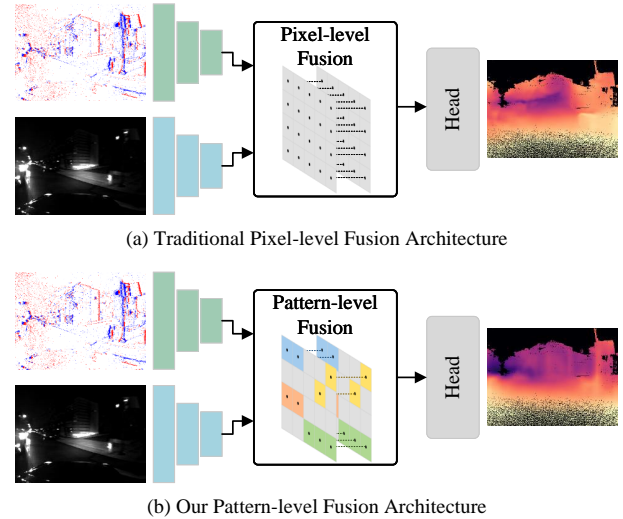 Pixel-level
Fusion
Head
(a) Traditional Pixel-level Fusion Architecture
Pattern-level
Fusion
Head
(b) Our Pattern-level Fusion Architecture